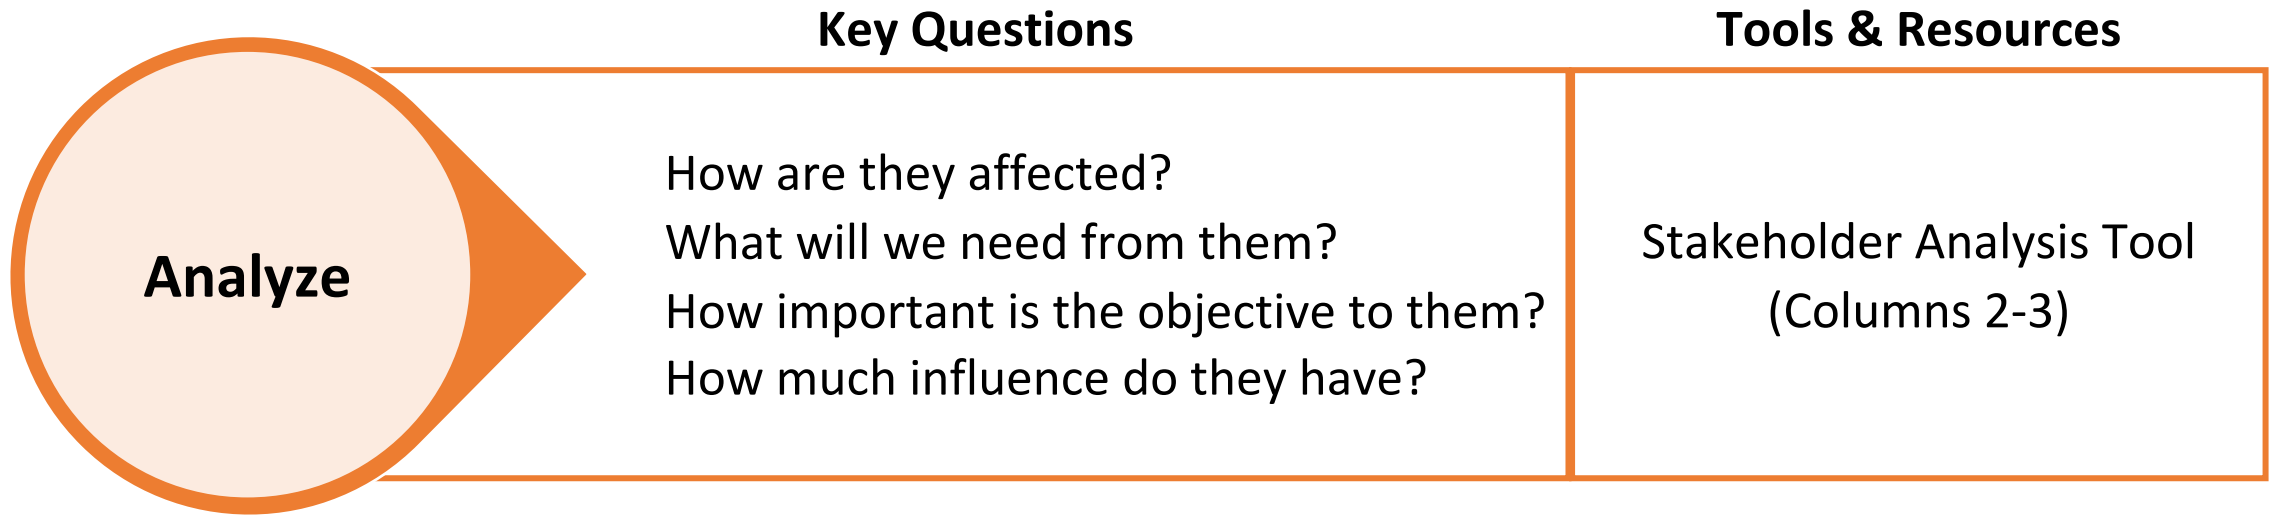 Key Questions
Tools & Resources
Analyze
How are they affected?
What will we need from them?
How important is the objective to them?
How much influence do they have?
Stakeholder Analysis Tool
(Columns 2-3)